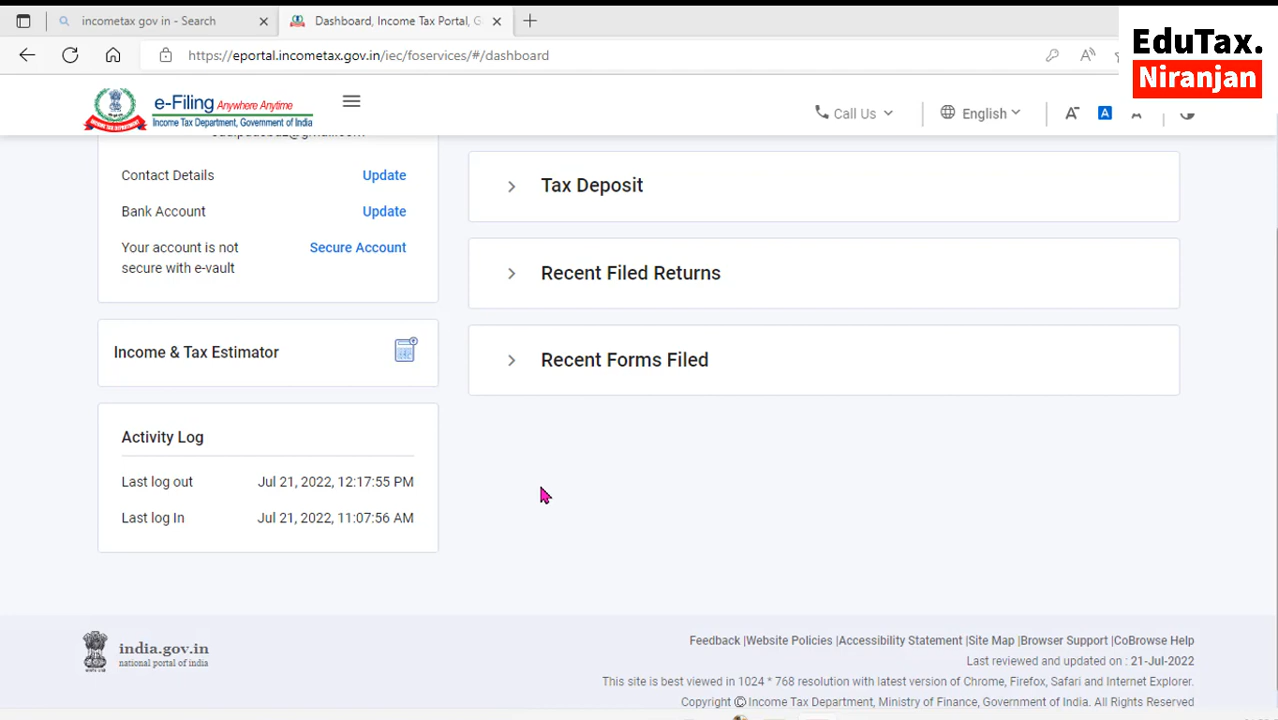 incometax gov in - Search
Dashboard, Income Tax Portal, G
https://eportal.incometax.gov.in/iec/foservices/#/dashboard
EduTax.
Niranjan
e-Filing Anywhere Anytime
Income Tax Department, Government of India
Call Us
English
A
A
A
Contact Details
Update
Bank Account
Update
Your account is not
secure with e-vault
Secure Account
Income & Tax Estimator
Activity Log
Last log out
Jul 21, 2022, 12:17:55 PM
Last log In
Jul 21, 2022, 11:07:56 AM
Tax Deposit
Recent Filed Returns
Recent Forms Filed
india.gov.in
national portal of india
Feedback |Website Policies |Accessibility Statement |Site Map |Browser Support |CoBrowse Help
Last reviewed and updated on : 21-Jul-2022
This site is best viewed in 1024 * 768 resolution with latest version of Chrome, Firefox, Safari and Internet Explorer.
Copyright © Income Tax Department, Ministry of Finance, Government of India. All Rights Reserved